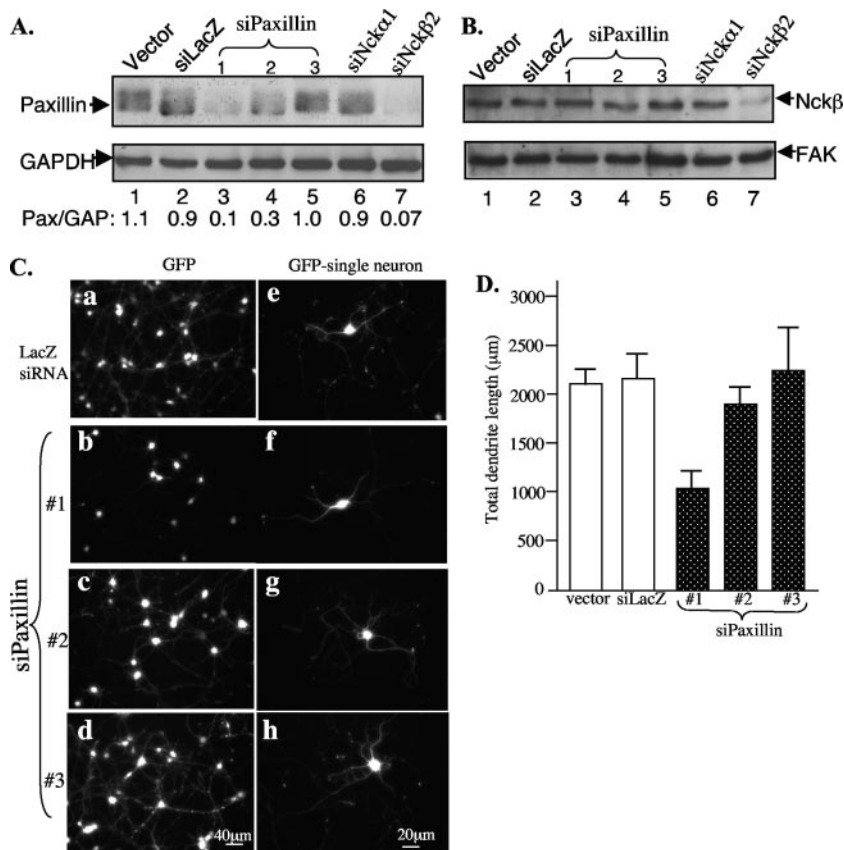 A.
Vector
siLacZ
siPaxillin
1 2 3
siNckα1
siNckβ2
Paxillin
GAPDH
1 2 3 4 5 6 7
Pax/GAP: 1.1 0.9 0.1 0.3 1.0 0.9 0.07
B.
Vector
siLacZ
siPaxillin
1 2 3
siNckα1
siNckβ2
Nckβ
FAK
1 2 3 4 5 6 7
C.
GFP
GFP-single neuron
LacZ
siRNA
a
e
siPaxillin
#1
b
f
#2
c
g
#3
d
h
40µm
20µm
D.
Total dendrite length (µm)
3000
2500
2000
1500
1000
500
0
vector siLacZ #1 #2 #3
siPaxillin